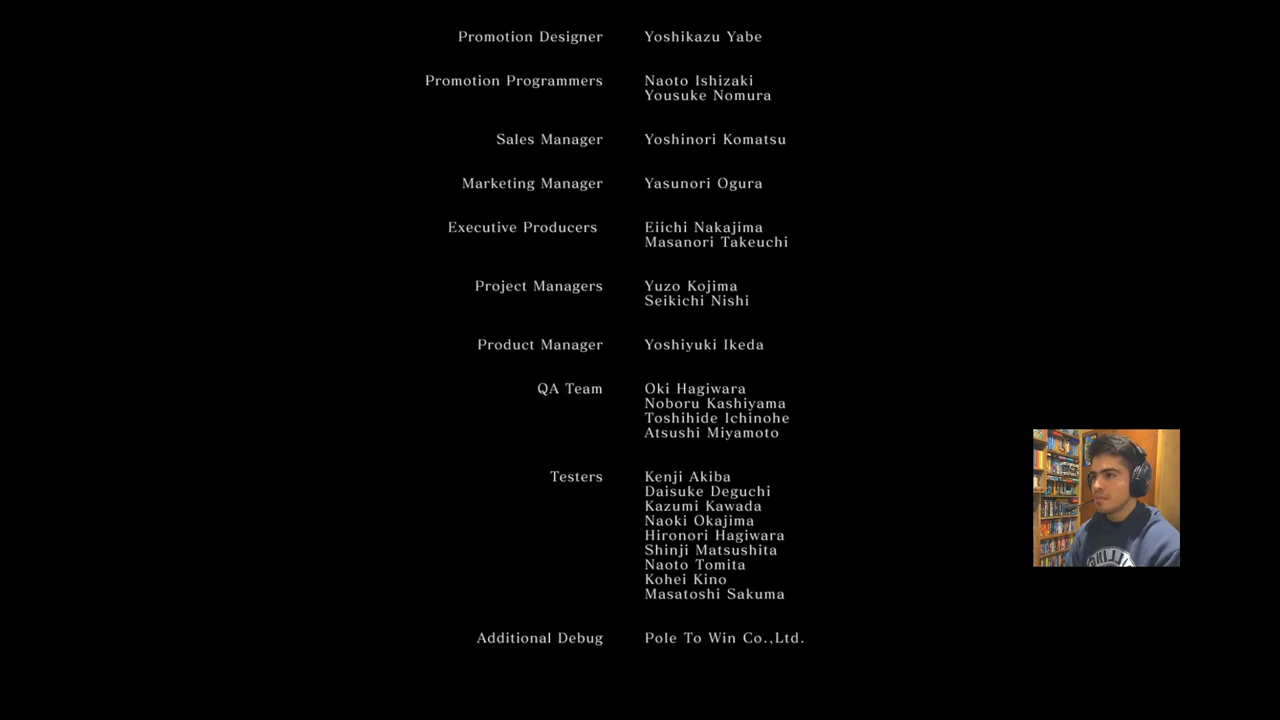 Promotion Designer Yoshikazu Yabe
Promotion Programmers Naoto Ishizaki
Yousuke Nomura
Sales Manager Yoshinori Komatsu
Marketing Manager Yasunori Ogura
Executive Producers Eiichi Nakajima
Masanori Takeuchi
Project Managers Yuzo Kojima
Seikichi Nishi
Product Manager Yoshiyuki Ikeda
QA Team Oki Hagiwara
Noboru Kashiyama
Toshihide Ichinohe
Atsushi Miyamoto
Testers Kenji Akiba
Daisuke Deguchi
Kazumi Kawada
Naoki Okajima
Hironori Hagiwara
Shinji Matsushita
Naoto Tomita
Kohei Kino
Masatoshi Sakuma
Additional Debug Pole To Win Co.,Ltd.